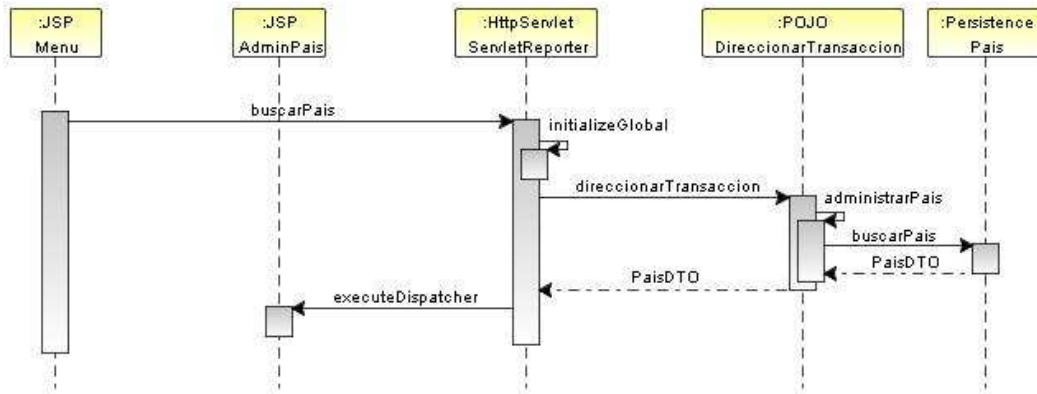 :JSP
Menu
:JSP
AdminPais
:HttpServlet
ServletReporter
:POJO
DireccionarTransaccion
:Persistence
Pais
buscarPais
initializeGlobal
direccionarTransaccion
administrarPais
buscarPais
PaisDTO
PaisDTO
executeDispatcher